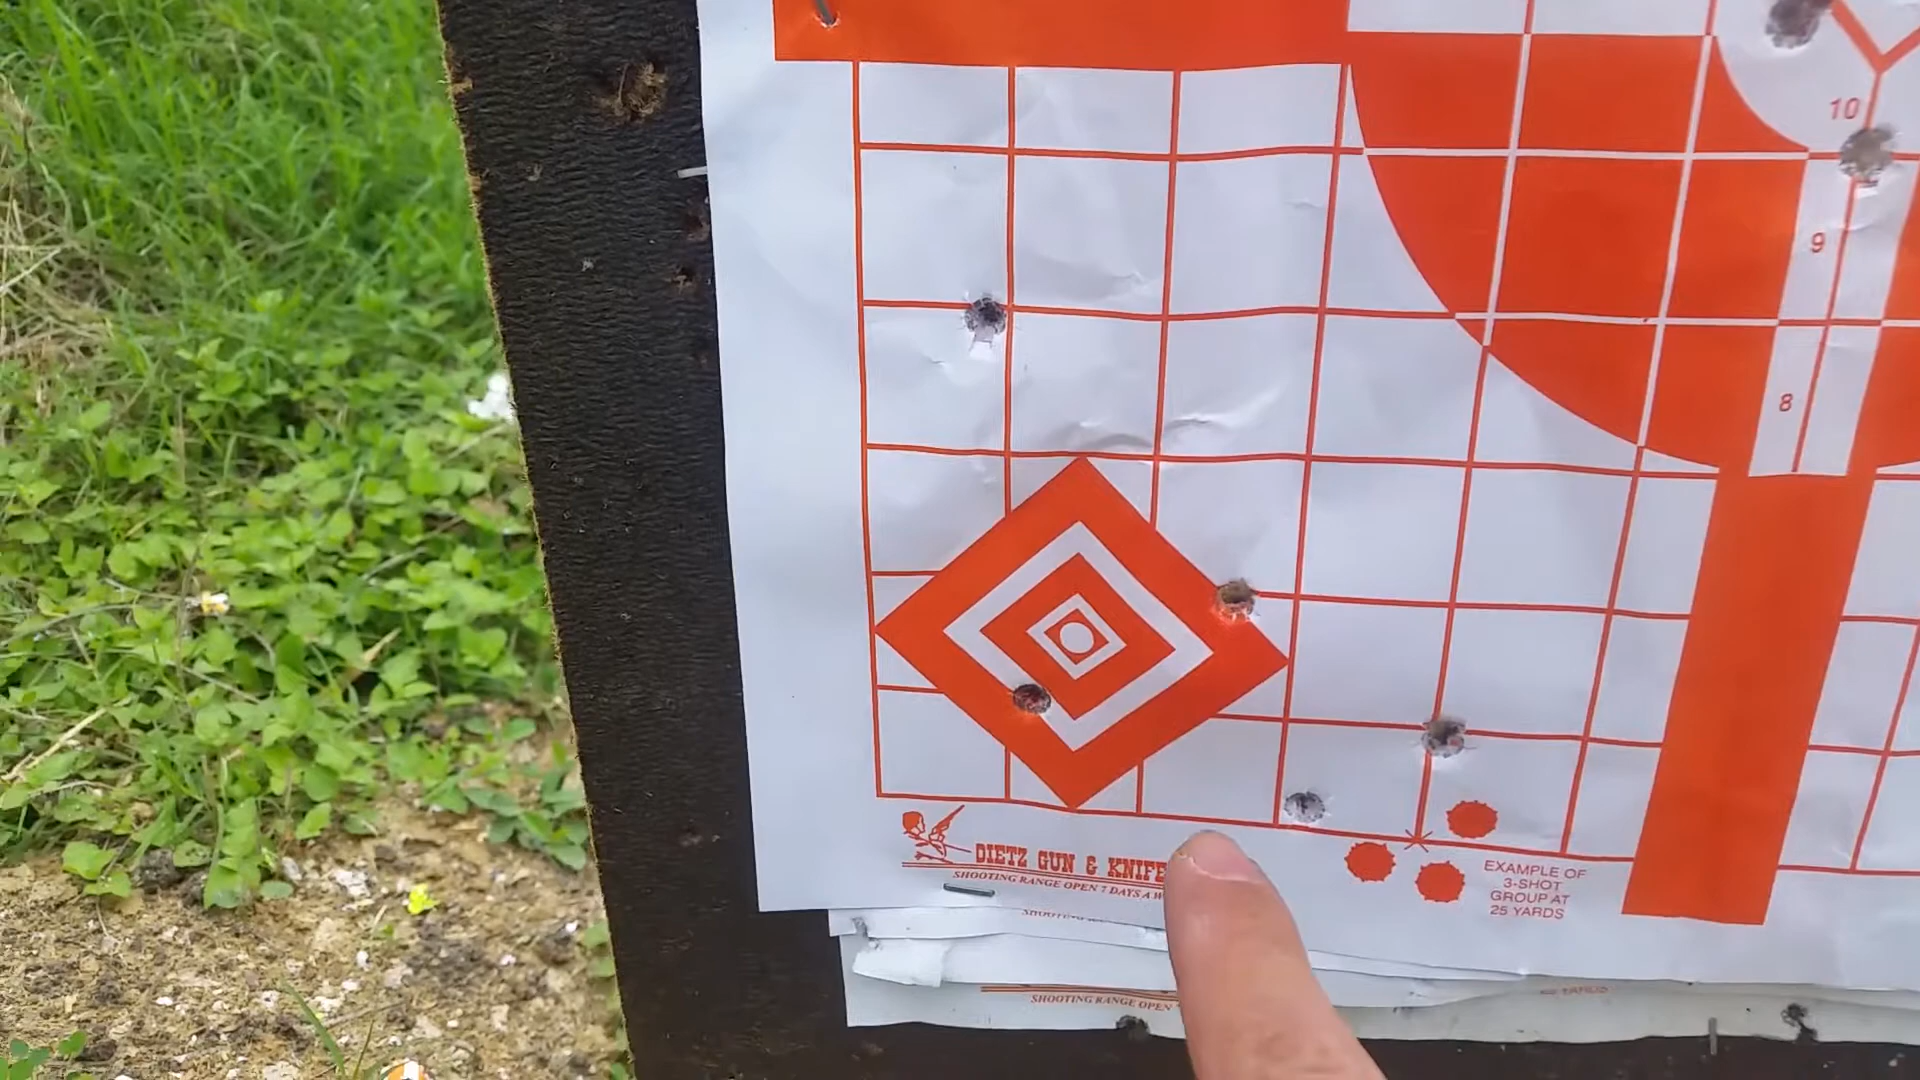 10
9
8
DIETZ GUN & KNIFE
SHOOTING RANGE OPEN 7 DAYS A
EXAMPLE OF
3-SHOT
GROUP AT
25 YARDS
SHOOTING
SHOOTING RANGE OPEN